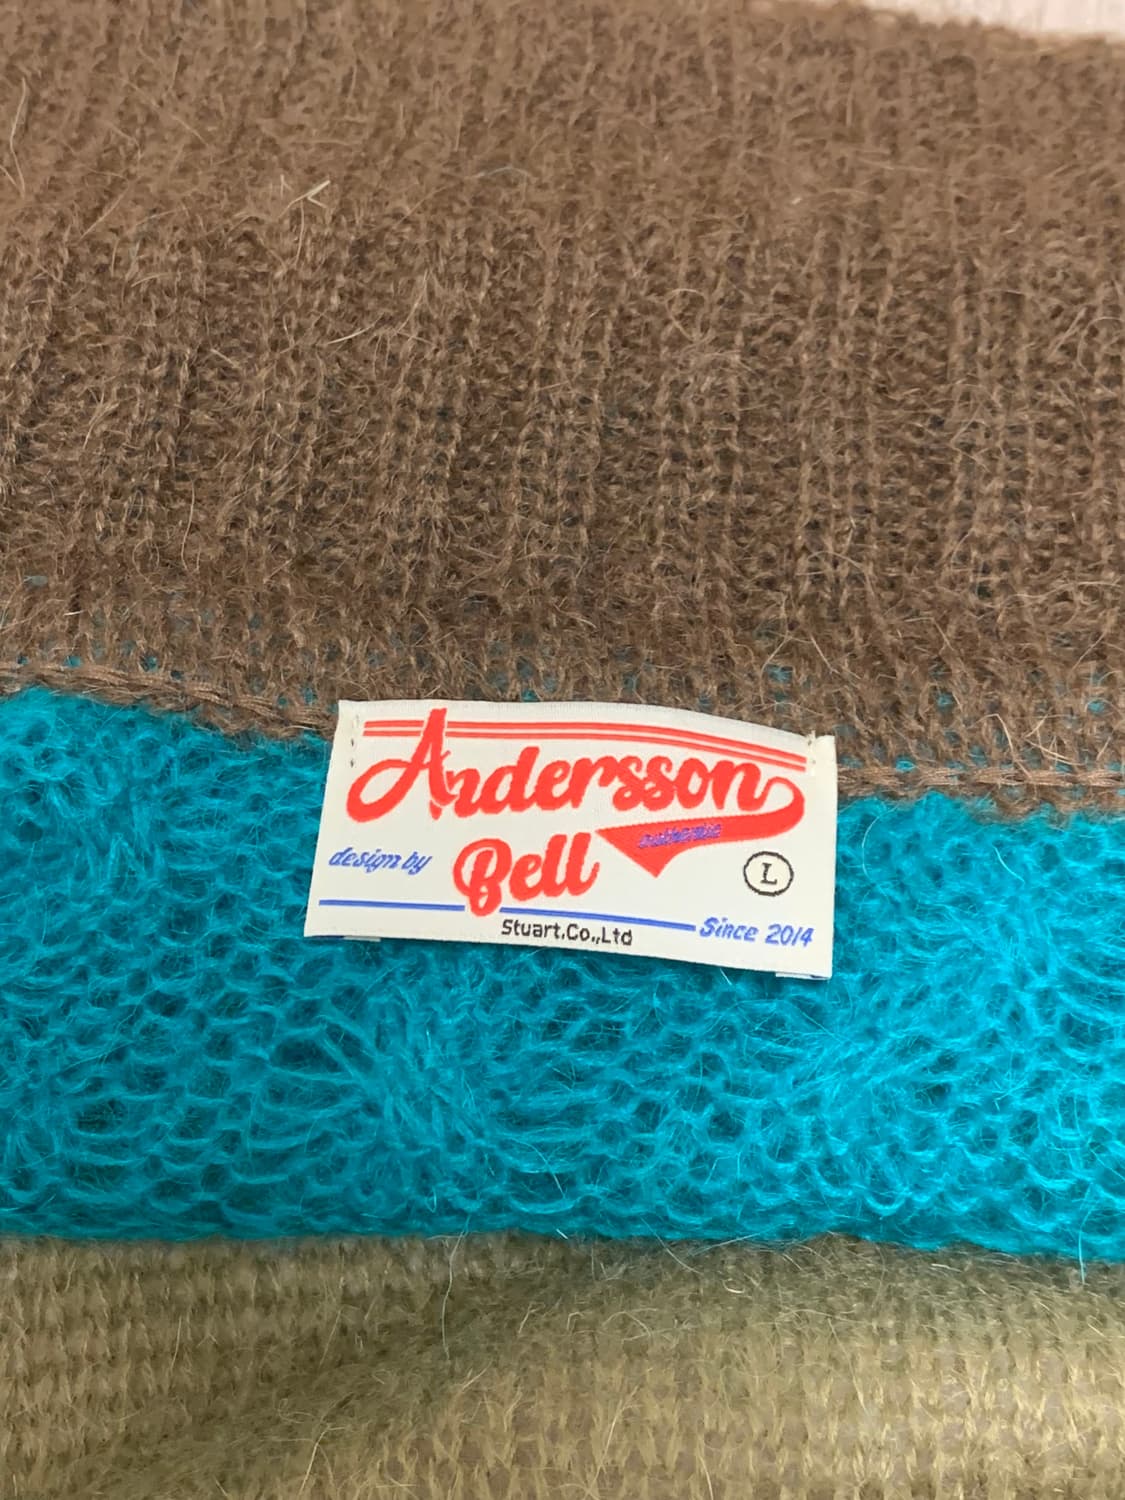 Andersson
Bell
authentic
design by
L
Since 2014
Stuart.Co.,Ltd